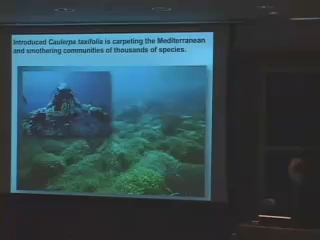 Introduced Caulerpa taxifolia is carpeting the Mediterranean
and smothering communities of thousands of species.